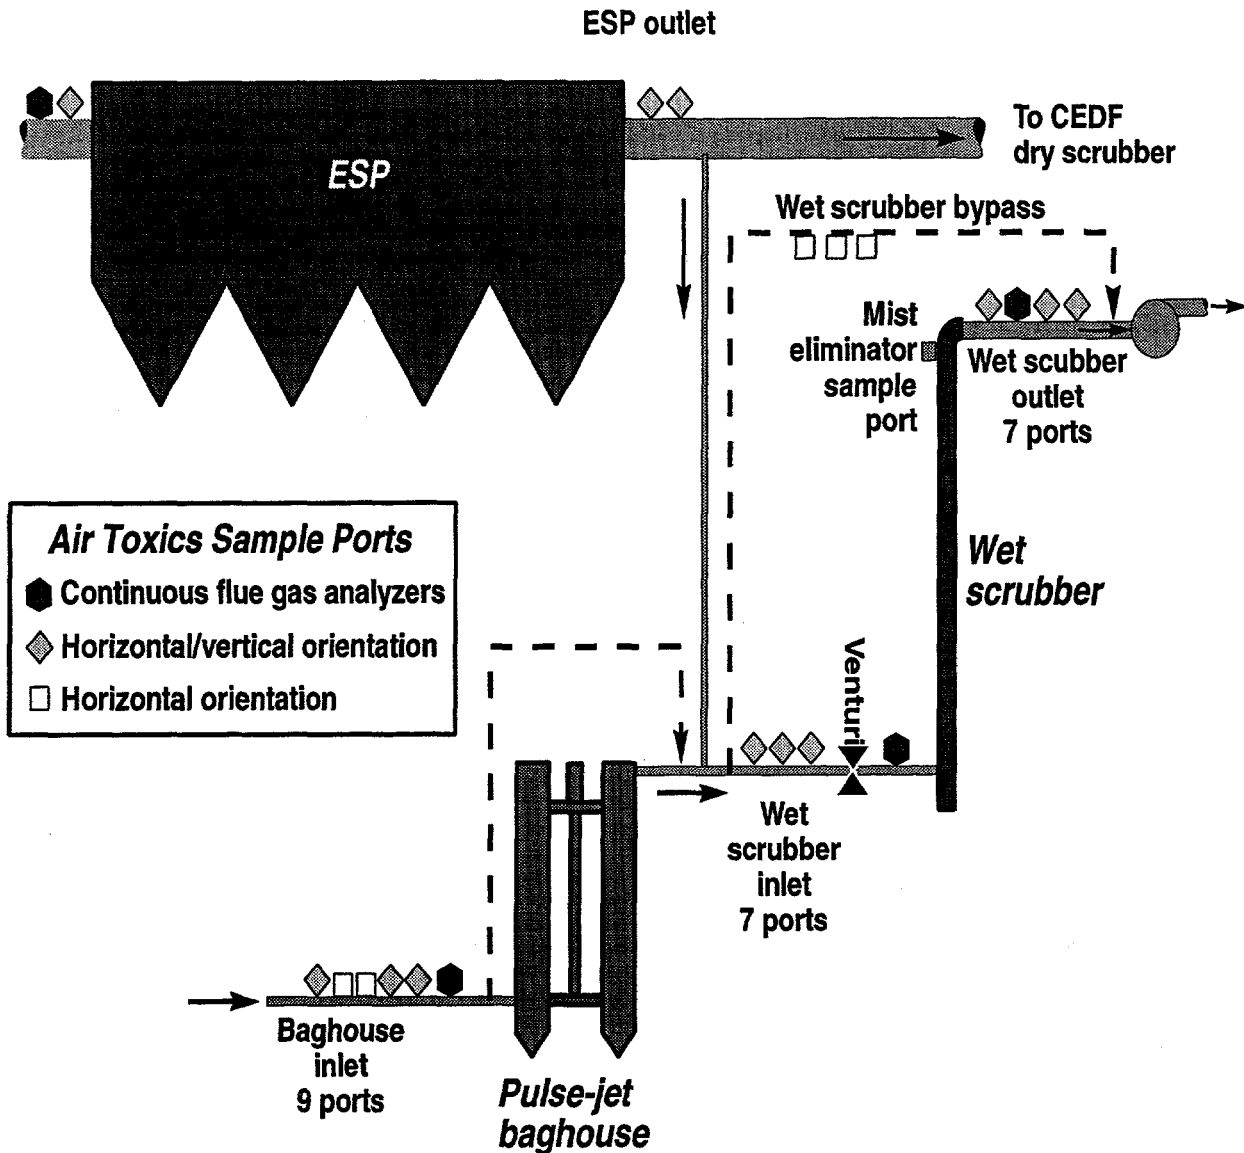 ESP outlet
ESP
To CEDF
dry scrubber
Wet scrubber bypass
Mist
eliminator
sample
port
Wet scubber
outlet
7 ports
Air Toxics Sample Ports
Continuous flue gas analyzers
Horizontal/vertical orientation
Horizontal orientation
Wet
scrubber
Venturi
Wet
scrubber
inlet
7 ports
Baghouse
inlet
9 ports
Pulse-jet
baghouse